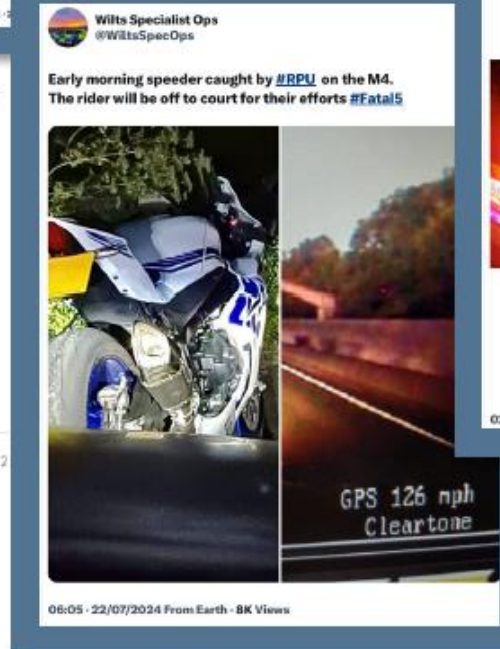 Wilts Specialist Ops
@WiltsSpecOps
Early morning speeder caught by #RPU on the M4.
The rider will be off to court for their efforts #Fatal5
GPS 126 mph
Cleartone
06:05 · 22/07/2024 From Earth · 8K Views